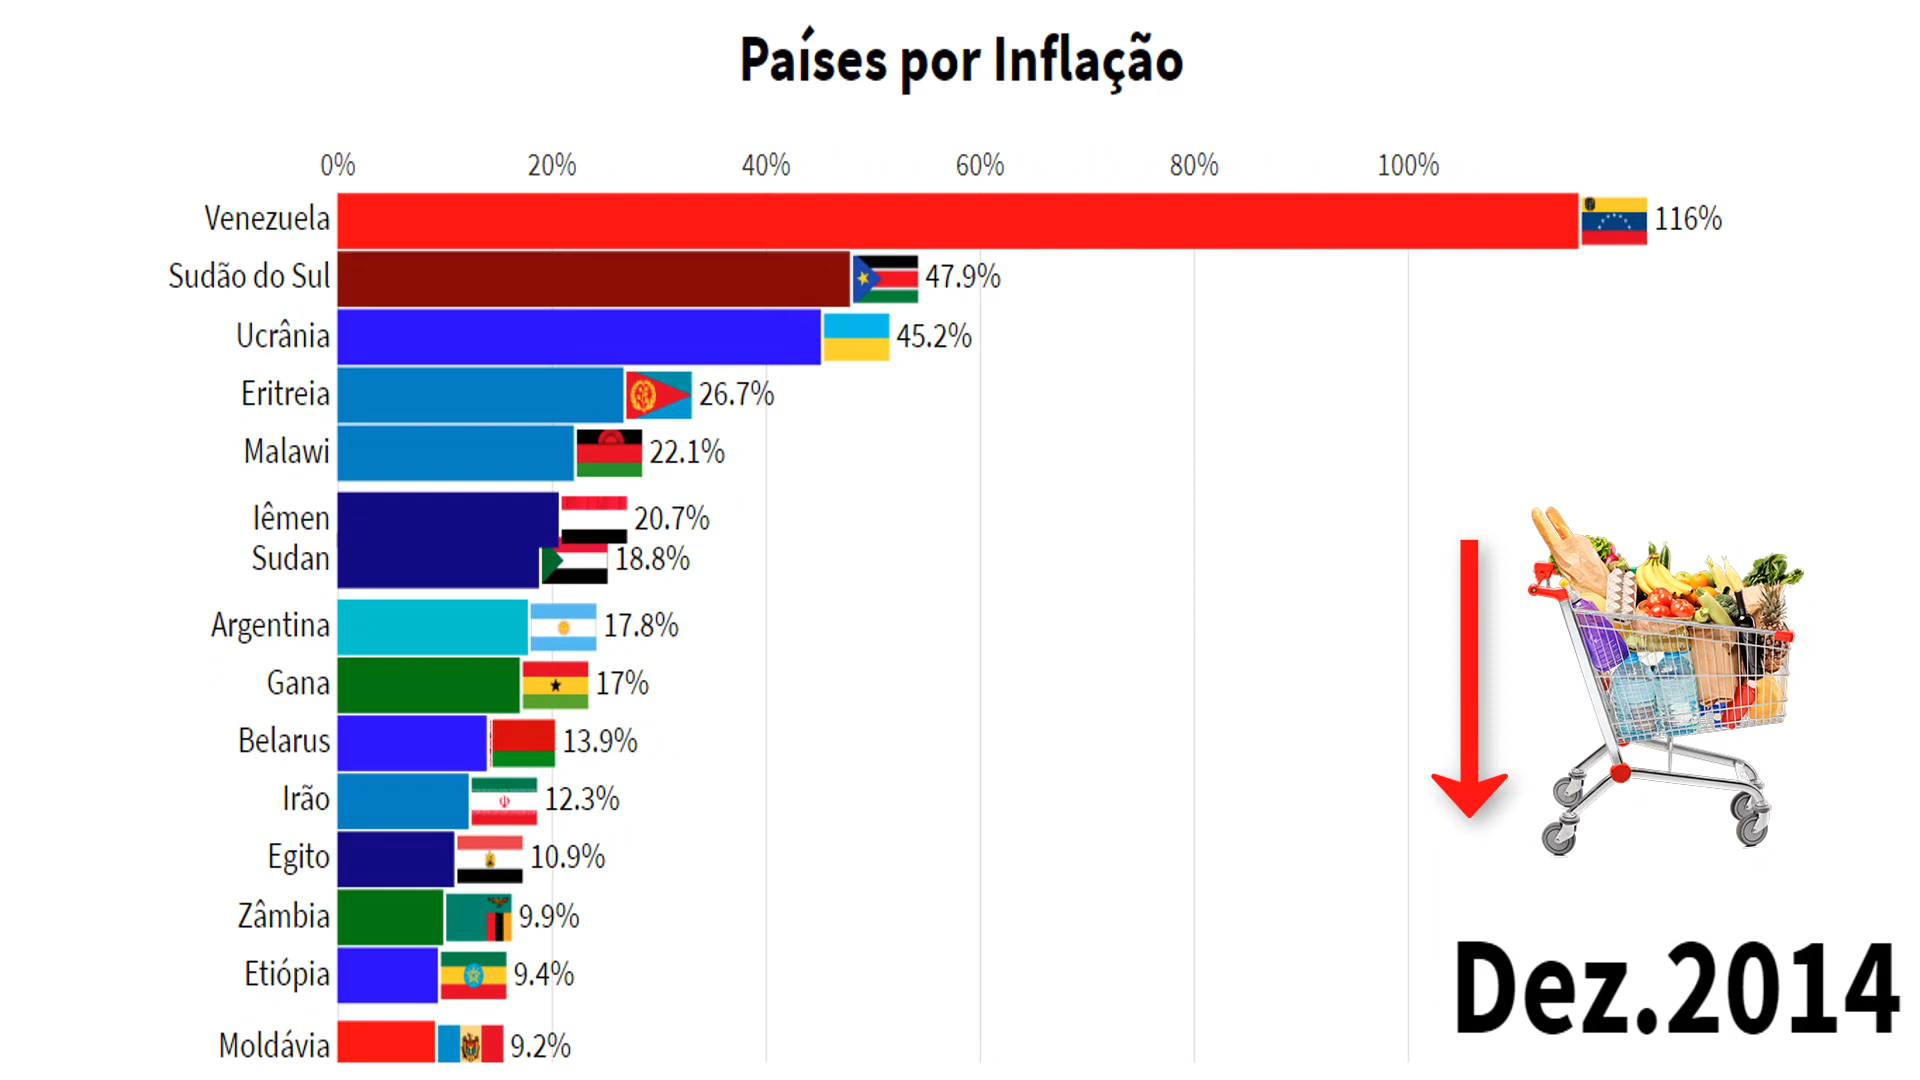 Países por Inflação
0% 20% 40% 60% 80% 100%
Venezuela 116%
Sudão do Sul 47.9%
Ucrânia 45.2%
Eritreia 26.7%
Malawi 22.1%
Iêmen 20.7%
Sudan 18.8%
Argentina 17.8%
Gana 17%
Belarus 13.9%
Irão 12.3%
Egito 10.9%
Zâmbia 9.9%
Etiópia 9.4%
Moldávia 9.2%
Dez.2014